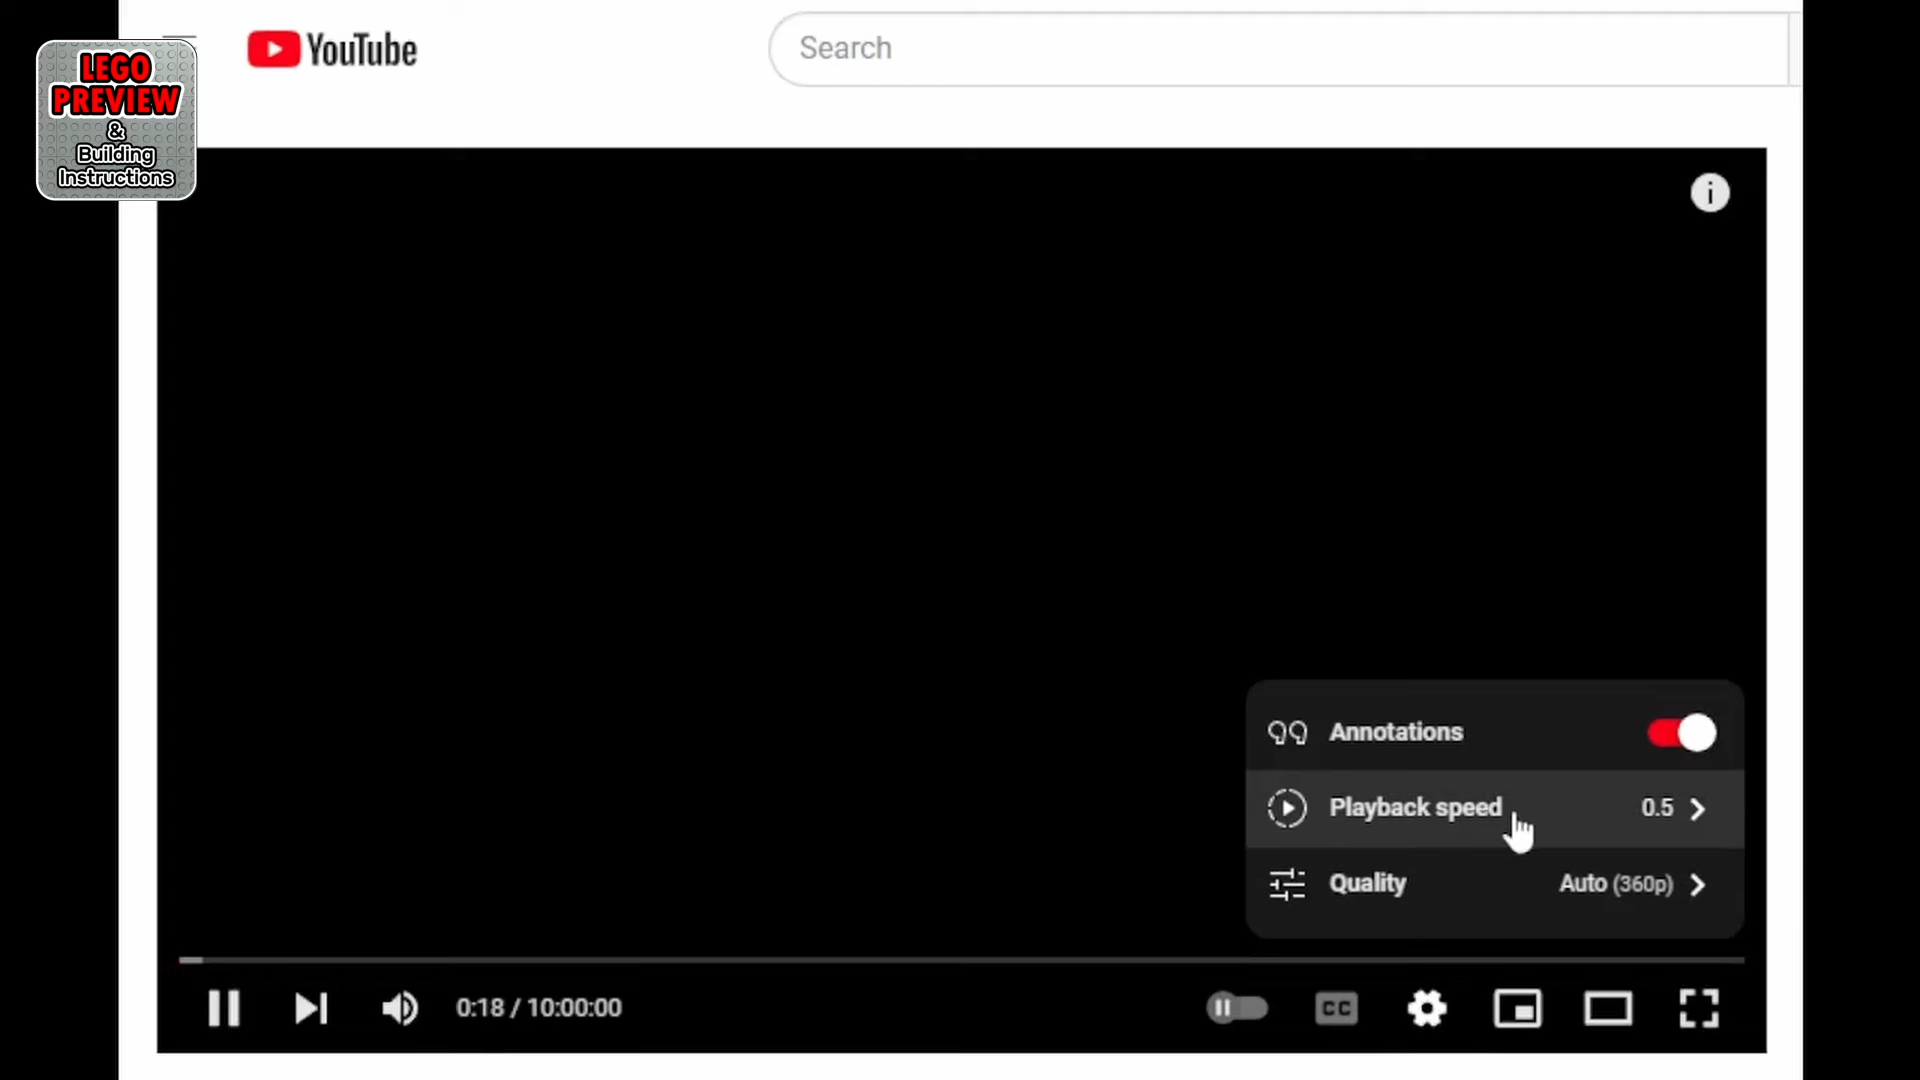 LEGO
PREVIEW
&
Building
Instructions
YouTube
Search
i
Annotations
Playback speed 0.5
Quality Auto (360p)
0:18 / 10:00:00
CC